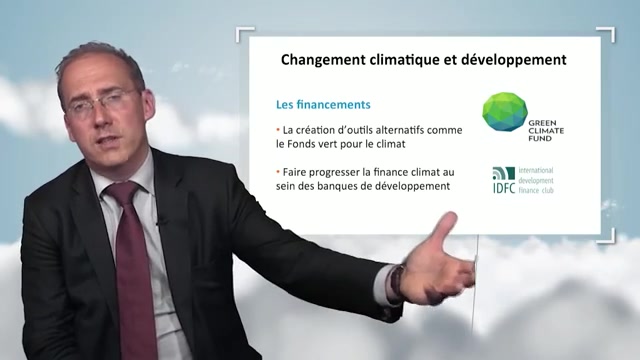 Changement climatique et développement
Les financements
• La création d'outils alternatifs comme
le Fonds vert pour le climat
• Faire progresser la finance climat au
sein des banques de développement
GREEN
CLIMATE
FUND
IDFC
international
development
finance club